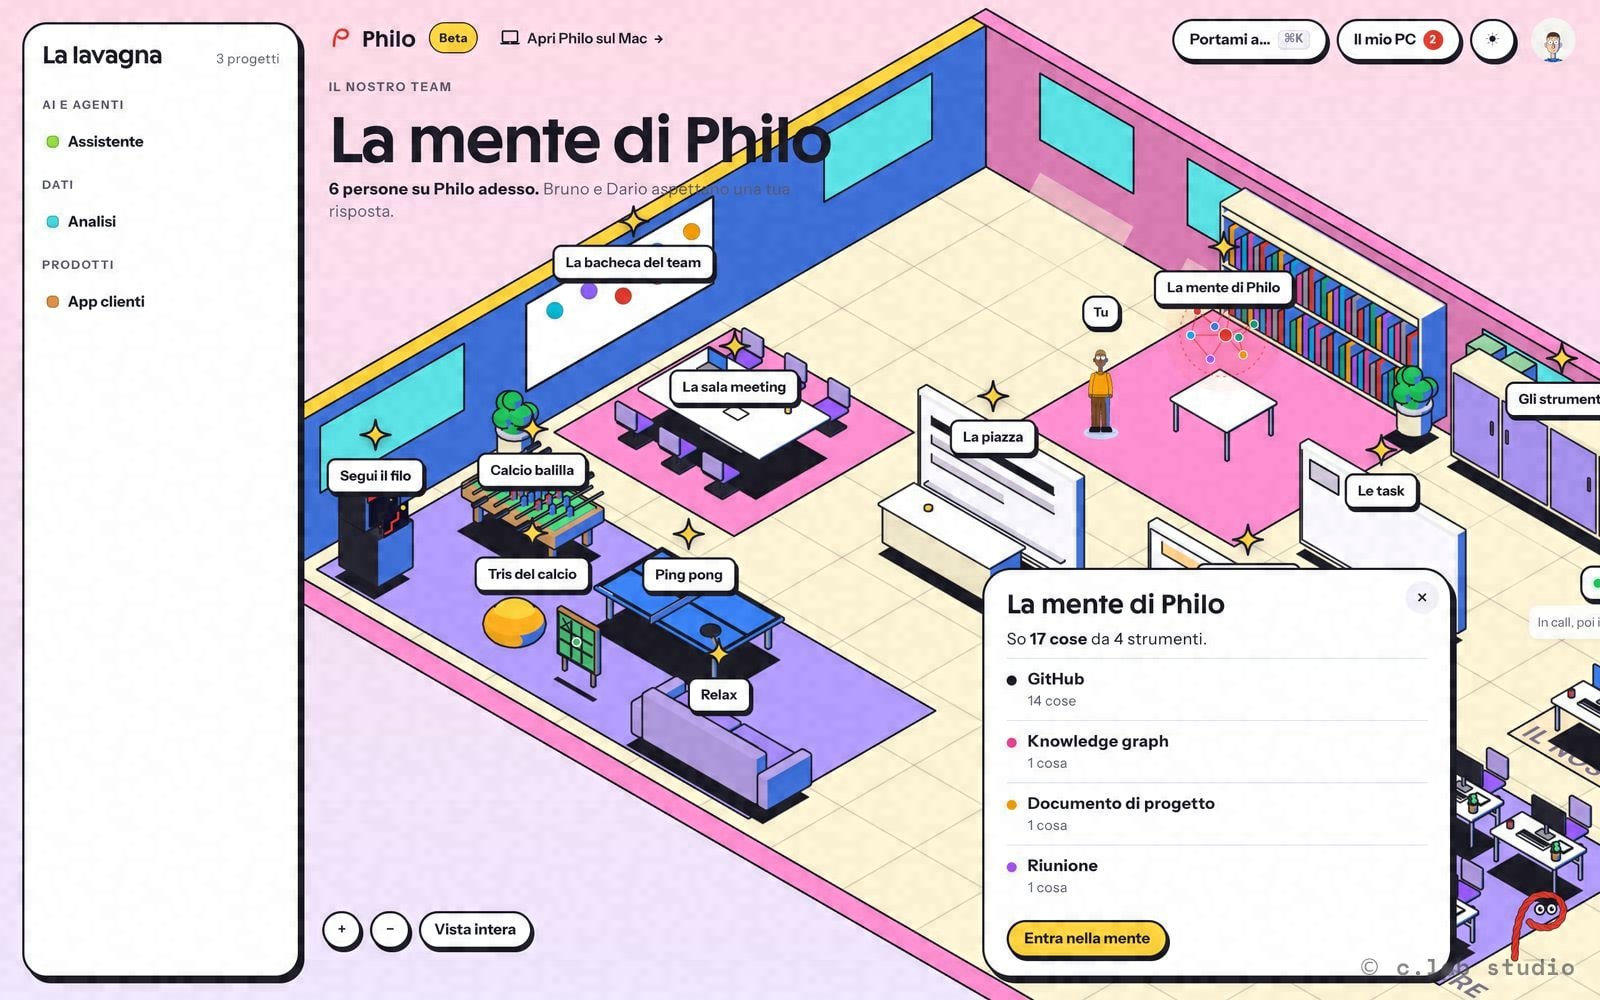 La lavagna
3 progetti
AI E AGENTI
Assistente
DATI
Analisi
PRODOTTI
App clienti
Philo
Beta
Apri Philo sul Mac →
Portami a... ⌘K
Il mio PC 2
IL NOSTRO TEAM
La mente di Philo
6 persone su Philo adesso. Bruno e Dario aspettano una tua
risposta.
La bacheca del team
La mente di Philo
Tu
La sala meeting
Gli strument
La piazza
Segui il filo
Calcio balilla
Le task
Tris del calcio
Ping pong
Relax
La mente di Philo
×
So 17 cose da 4 strumenti.
GitHub
14 cose
Knowledge graph
1 cosa
Documento di progetto
1 cosa
Riunione
1 cosa
Entra nella mente
In call, poi i
IL NOS
+
−
Vista intera
© c.lab studio
RE